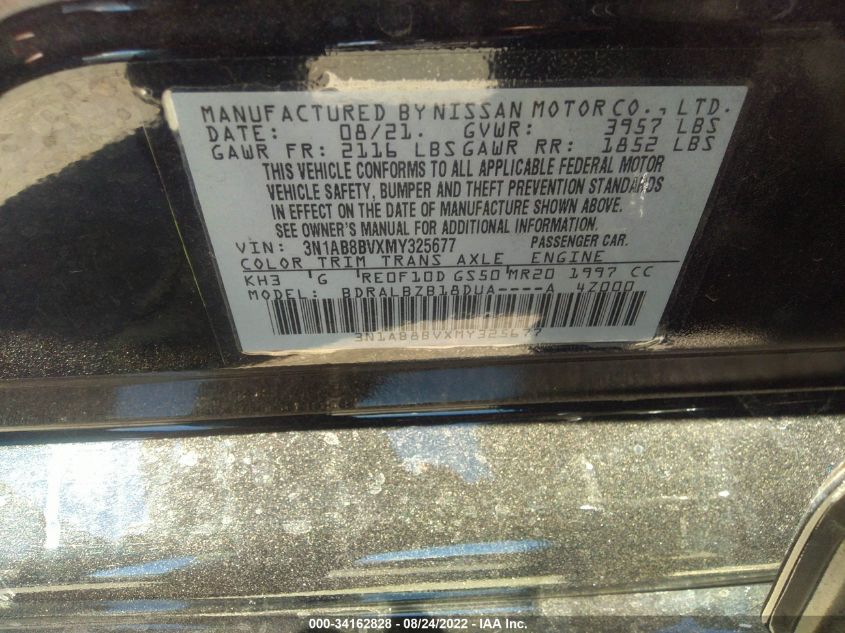 MANUFACTURED BY NISSAN MOTOR CO., LTD.
DATE: 08/21. GVWR: 3957 LBS
GAWR FR: 2116 LBS GAWR RR: 1852 LBS
THIS VEHICLE CONFORMS TO ALL APPLICABLE FEDERAL MOTOR
VEHICLE SAFETY, BUMPER AND THEFT PREVENTION STANDARDS
IN EFFECT ON THE DATE OF MANUFACTURE SHOWN ABOVE.
SEE OWNER'S MANUAL FOR ADDITIONAL INFORMATION.
VIN: 3N1AB8BVXMY325677 PASSENGER CAR.
COLOR TRIM TRANS AXLE ENGINE
KH3 'G RE0F10D GS50 MR20 1997 CC
MODEL: BDRALBZB18DUA----A 4Z000
3N1AB8BVXMY325677
000-34162828 - 08/24/2022 - IAA Inc.